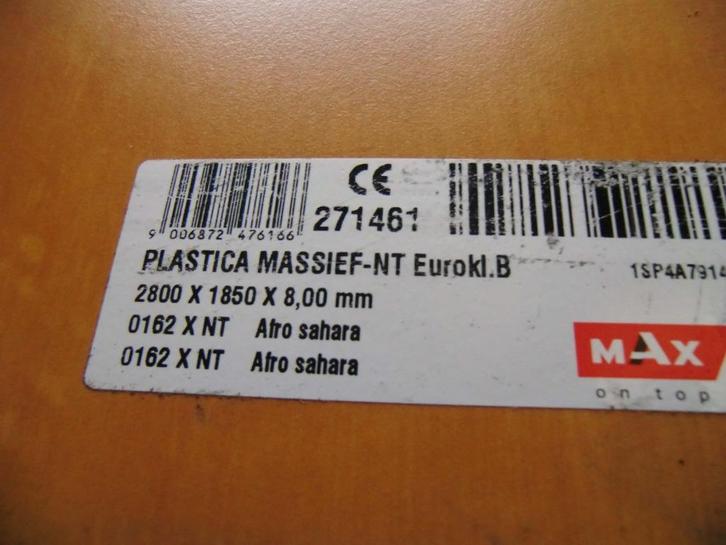 CE
9 006872 476166
271461
PLASTICA MASSIEF-NT Eurokl.B
1SP4A7914
2800 X 1850 X 8,00 mm
0162 X NT Afro sahara
0162 X NT Afro sahara
MAX
on top